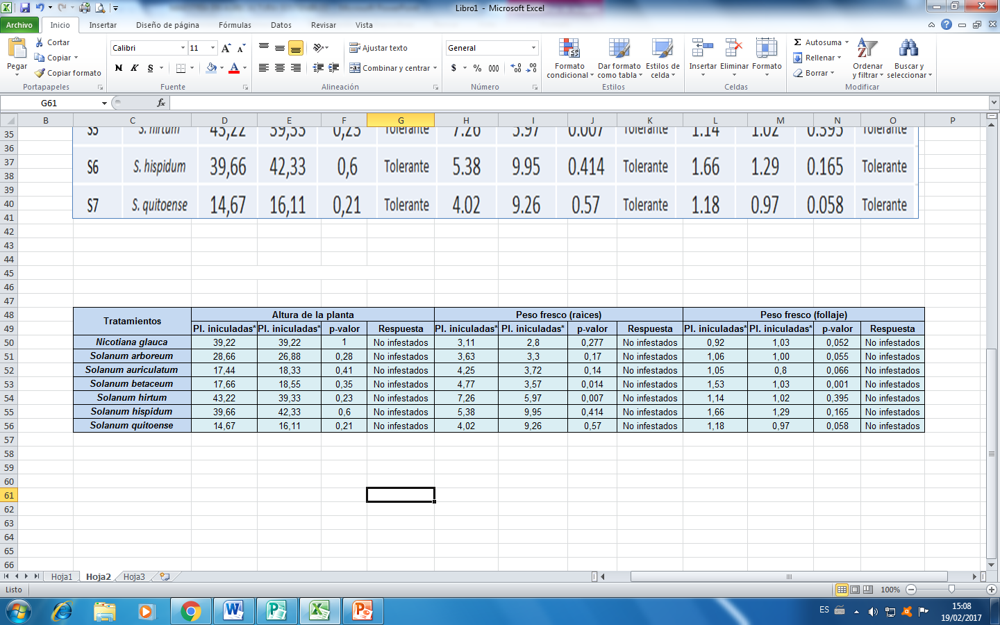 Libro1 - Microsoft Excel
Archivo Inicio Insertar Diseño de página Fórmulas Datos Revisar Vista
Pegar Cortar Copiar Copiar formato Portapapeles
Calibri 11 N K S Fuente
Ajustar texto Combinar y centrar Alineación
General $ % 000 Número
Formato condicional Dar formato como tabla Estilos de celda Estilos
Insertar Eliminar Formato Celdas
Σ Autosuma Rellenar Borrar Ordenar y filtrar Buscar y seleccionar Modificar
G61 fx
B C D E F G H I J K L M N O P
35 S5 S. hirtum 43,22 39,33 0,23 Tolerante 7.26 5.97 0.007 Tolerante 1.14 1.02 0.395 Tolerante
36
37 S6 S. hispidum 39,66 42,33 0,6 Tolerante 5.38 9.95 0.414 Tolerante 1.66 1.29 0.165 Tolerante
38
39
40 S7 S. quitoense 14,67 16,11 0,21 Tolerante 4.02 9.26 0.57 Tolerante 1.18 0.97 0.058 Tolerante
41
42
43
44
45
46
47
48 Tratamientos Altura de la planta Peso fresco (raices) Peso fresco (follaje)
49 Pl. iniculadas* Pl. iniculadas* p-valor Respuesta Pl. iniculadas* Pl. iniculadas* p-valor Respuesta Pl. iniculadas* Pl. iniculadas* p-valor Respuesta
50 Nicotiana glauca 39,22 39,22 1 No infestados 3,11 2,8 0,277 No infestados 0,92 1,03 0,052 No infestados
51 Solanum arboreum 28,66 26,88 0,28 No infestados 3,63 3,3 0,17 No infestados 1,06 1,00 0,055 No infestados
52 Solanum auriculatum 17,44 18,33 0,41 No infestados 4,25 3,72 0,14 No infestados 1,05 0,8 0,066 No infestados
53 Solanum betaceum 17,66 18,55 0,35 No infestados 4,77 3,57 0,014 No infestados 1,53 1,03 0,001 No infestados
54 Solanum hirtum 43,22 39,33 0,23 No infestados 7,26 5,97 0,007 No infestados 1,14 1,02 0,395 No infestados
55 Solanum hispidum 39,66 42,33 0,6 No infestados 5,38 9,95 0,414 No infestados 1,66 1,29 0,165 No infestados
56 Solanum quitoense 14,67 16,11 0,21 No infestados 4,02 9,26 0,57 No infestados 1,18 0,97 0,058 No infestados
57
58
59
60
61
62
63
64
65
66
Hoja1 Hoja2 Hoja3
Listo 100%
ES 15:08
19/02/2017